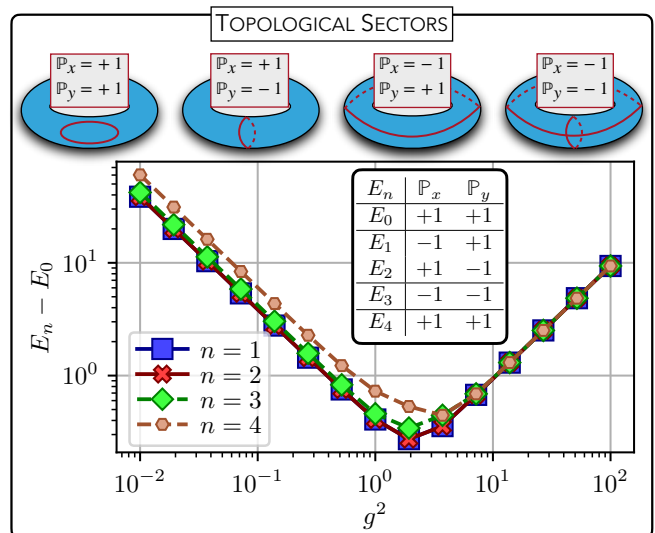 TOPOLOGICAL SECTORS
ℙx = +1
ℙy = +1
ℙx = +1
ℙy = −1
ℙx = −1
ℙy = +1
ℙx = −1
ℙy = −1
En ℙx ℙy
E0 +1 +1
E1 −1 +1
E2 +1 −1
E3 −1 −1
E4 +1 +1
10^1
10^0
En − E0
n = 1
n = 2
n = 3
n = 4
10^−2 10^−1 10^0 10^1 10^2
g^2